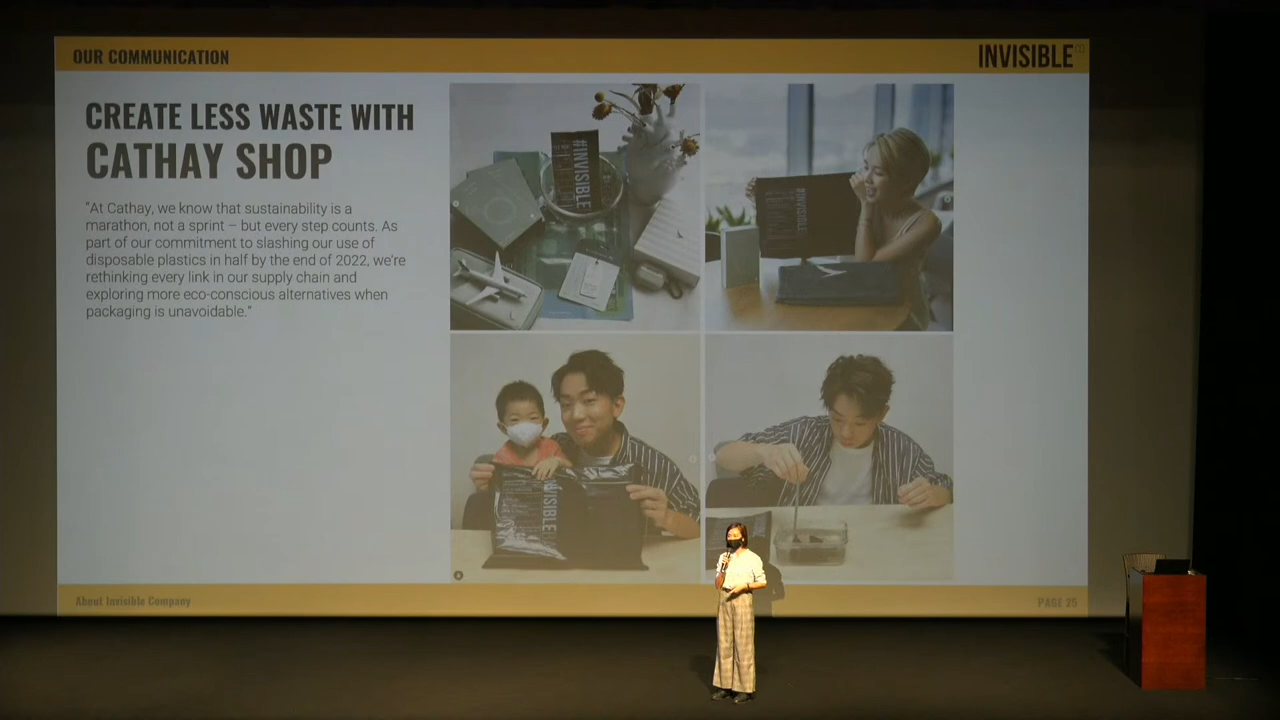 OUR COMMUNICATION
INVISIBLE
CREATE LESS WASTE WITH
CATHAY SHOP
"At Cathay, we know that sustainability is a
marathon, not a sprint – but every step counts. As
part of our commitment to slashing our use of
disposable plastics in half by the end of 2022, we're
rethinking every link in our supply chain and
exploring more eco-conscious alternatives when
packaging is unavoidable."
#INVISIBLE
#INVISIBLE
INVISIBLE
About Invisible Company
PAGE 25